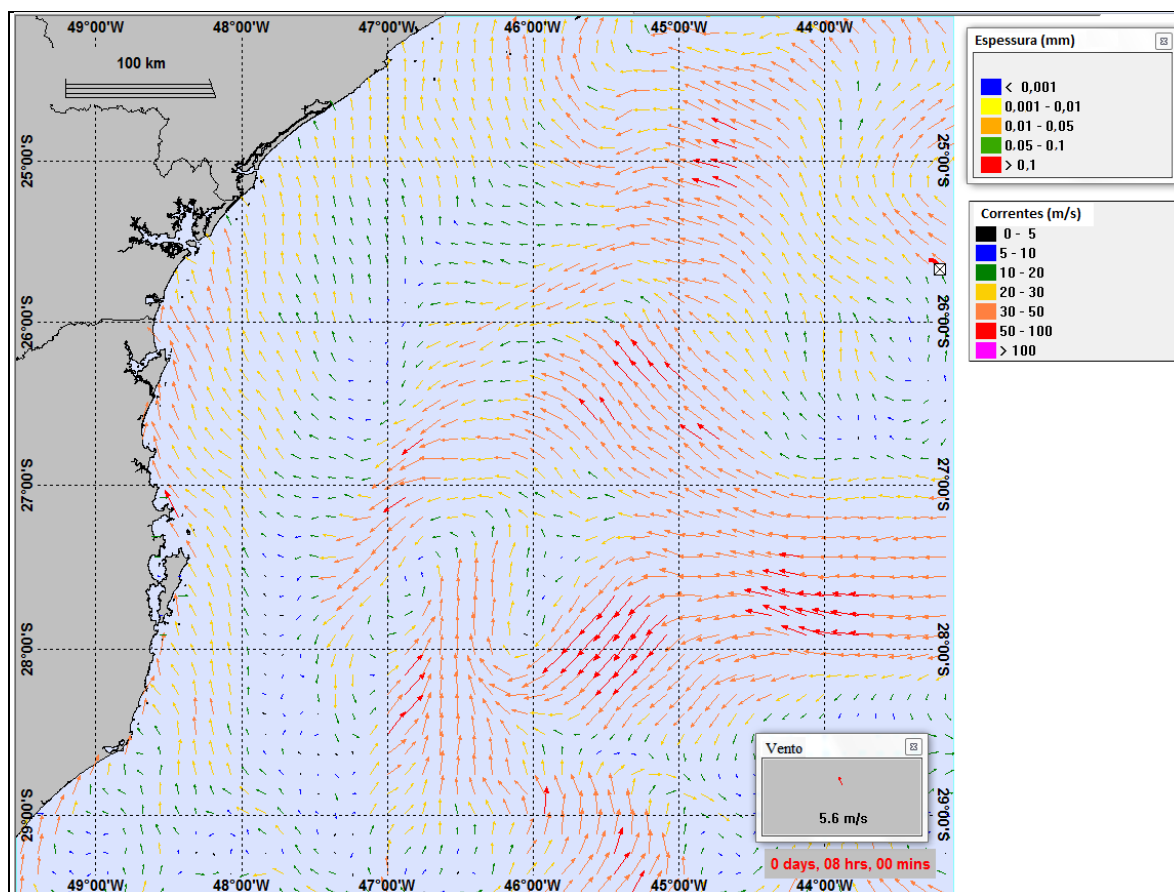 49°00'W 48°00'W 47°00'W 46°00'W 45°00'W 44°00'W
100 km
25°00'S 25°00'S
26°00'S 26°00'S
27°00'S 27°00'S
28°00'S 28°00'S
29°00'S 29°00'S
49°00'W 48°00'W 47°00'W 46°00'W 45°00'W 44°00'W
Espessura (mm)
< 0,001
0,001 - 0,01
0,01 - 0,05
0,05 - 0,1
> 0,1
Correntes (m/s)
0 - 5
5 - 10
10 - 20
20 - 30
30 - 50
50 - 100
> 100
Vento
5.6 m/s
0 days, 08 hrs, 00 mins